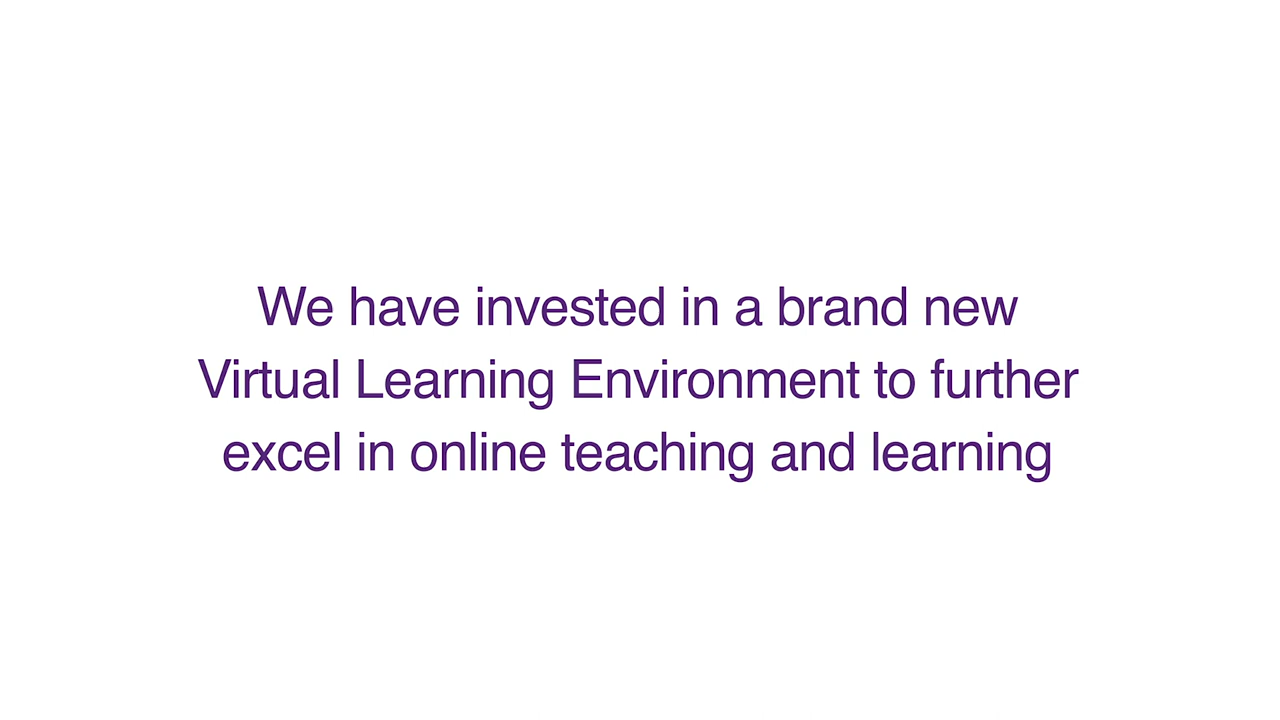 We have invested in a brand new
Virtual Learning Environment to further
excel in online teaching and learning